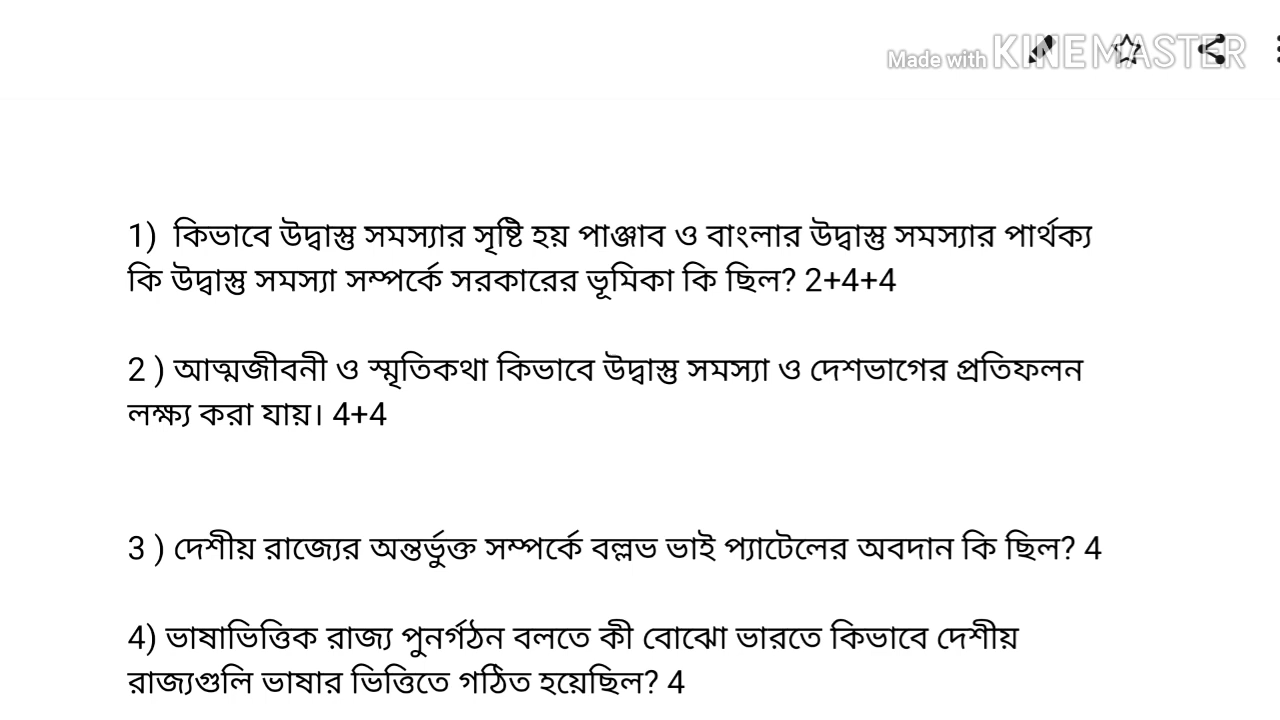 Made with KINEMASTER
1) কিভাবে উদ্বাস্তু সমস্যার সৃষ্টি হয় পাঞ্জাব ও বাংলার উদ্বাস্তু সমস্যার পার্থক্য
কি উদ্বাস্তু সমস্যা সম্পর্কে সরকারের ভূমিকা কি ছিল? 2+4+4
2 ) আত্মজীবনী ও স্মৃতিকথা কিভাবে উদ্বাস্তু সমস্যা ও দেশভাগের প্রতিফলন
লক্ষ্য করা যায়। 4+4
3 ) দেশীয় রাজ্যের অন্তর্ভুক্ত সম্পর্কে বল্লভ ভাই প্যাটেলের অবদান কি ছিল? 4
4) ভাষাভিত্তিক রাজ্য পুনর্গঠন বলতে কী বোঝো ভারতে কিভাবে দেশীয়
রাজ্যগুলি ভাষার ভিত্তিতে গঠিত হয়েছিল? 4